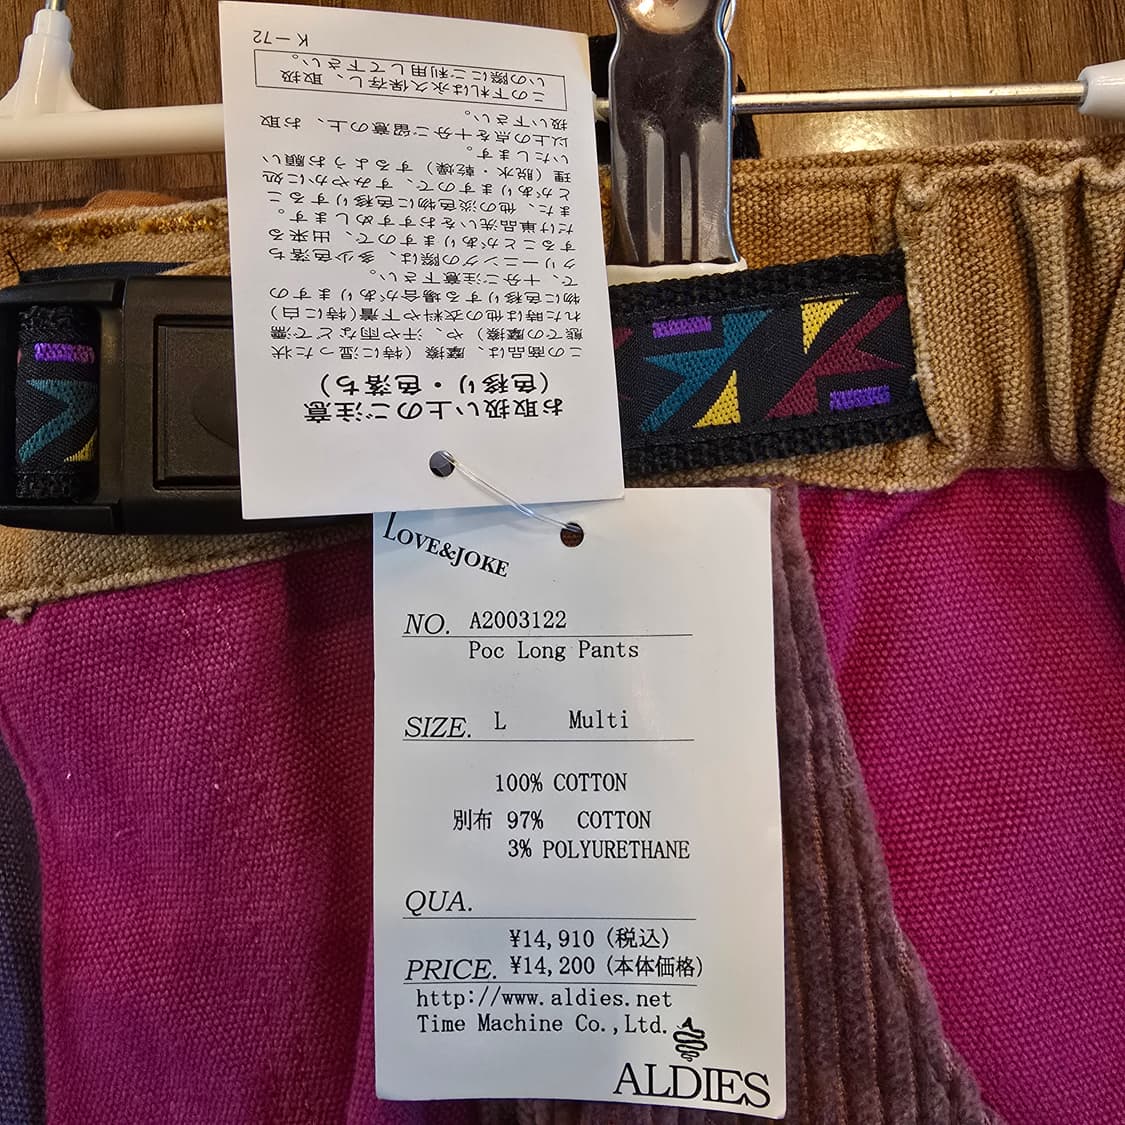 お取扱い上のご注意
(色移り・色落ち)
この商品は、摩擦（特に湿った状
態での摩擦）や、汗や雨などで濡
れた時は他の衣料や下着(特に白)
物に色移りする場合がありますの
で、十分ご注意下さい。
クリーニングの際は、多少色落ち
することがありますので、出来る
だけ単品洗いをおすすめします。
また、他の淡色物に色移りするこ
とがありますので、すみやかに処
理（脱水・乾燥）するようお願い
いたします。
以上の点を十分ご留意の上、お取
扱い下さい。
この下札は永久保存し、取扱
いの際にご利用して下さい。
K-72
LOVE&JOKE
NO. A2003122
Poc Long Pants
SIZE. L Multi
100% COTTON
別布 97% COTTON
3% POLYURETHANE
QUA.
¥14,910 (税込)
PRICE. ¥14,200 (本体価格)
http://www.aldies.net
Time Machine Co.,Ltd.
ALDIES